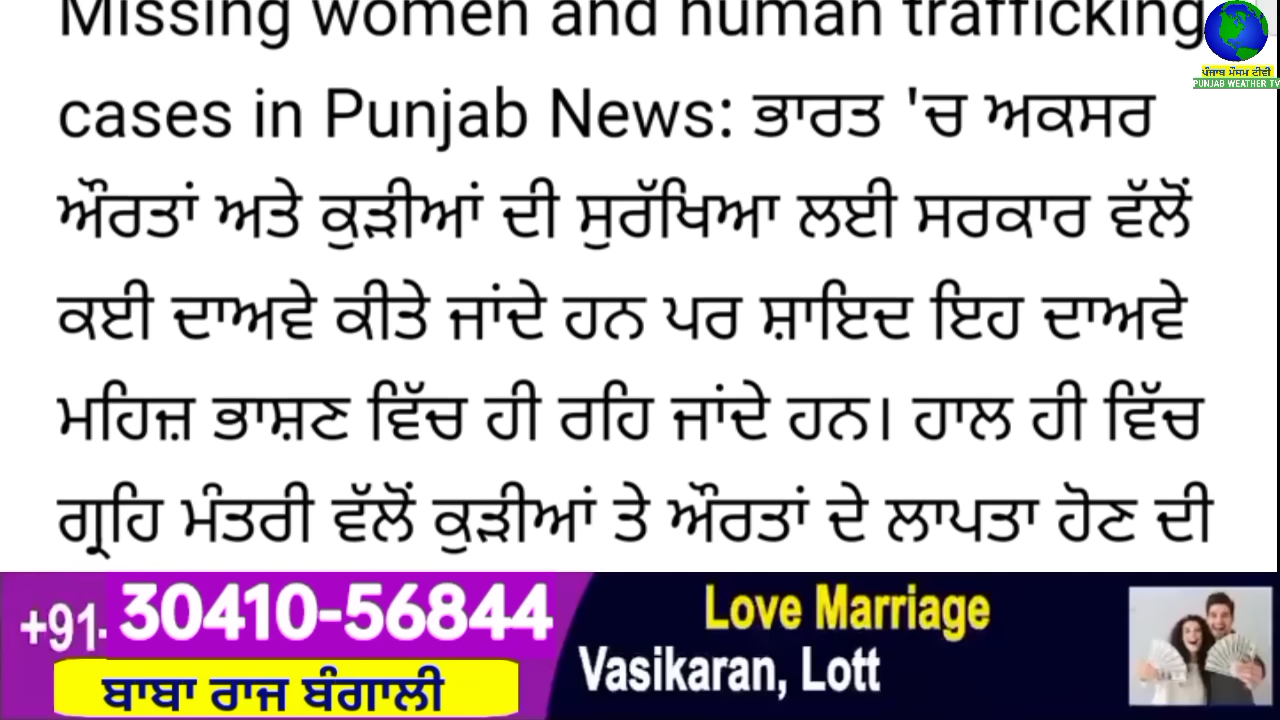 Missing women and human trafficking
cases in Punjab News: ਭਾਰਤ 'ਚ ਅਕਸਰ
ਔਰਤਾਂ ਅਤੇ ਕੁੜੀਆਂ ਦੀ ਸੁਰੱਖਿਆ ਲਈ ਸਰਕਾਰ ਵੱਲੋਂ
ਕਈ ਦਾਅਵੇ ਕੀਤੇ ਜਾਂਦੇ ਹਨ ਪਰ ਸ਼ਾਇਦ ਇਹ ਦਾਅਵੇ
ਮਹਿਜ਼ ਭਾਸ਼ਣ ਵਿੱਚ ਹੀ ਰਹਿ ਜਾਂਦੇ ਹਨ। ਹਾਲ ਹੀ ਵਿੱਚ
ਗ੍ਰਹਿ ਮੰਤਰੀ ਵੱਲੋਂ ਕੁੜੀਆਂ ਤੇ ਔਰਤਾਂ ਦੇ ਲਾਪਤਾ ਹੋਣ ਦੀ
ਪੰਜਾਬ ਮੌਸਮ ਟੀਵੀ
PUNJAB WEATHER TV
+91- 30410-56844
ਬਾਬਾ ਰਾਜ ਬੰਗਾਲੀ
Love Marriage
Vasikaran, Lott